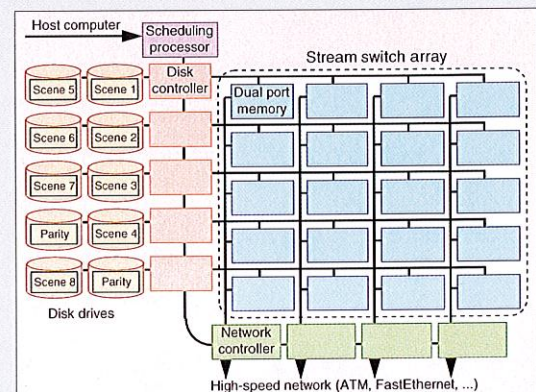 Host computer
Scheduling
processor
Stream switch array
Disk
controller
Scene 5
Scene 1
Dual port
memory
Scene 6
Scene 2
Scene 7
Scene 3
Parity
Scene 4
Scene 8
Parity
Disk drives
Network
controller
High-speed network (ATM, FastEthernet, ...)